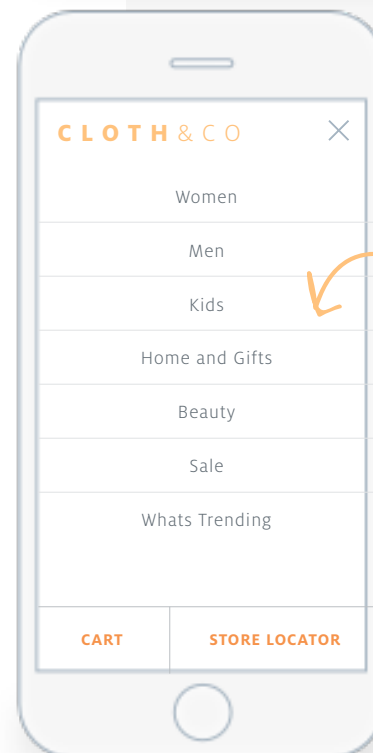 CLOTH&CO
Women
Men
Kids
Home and Gifts
Beauty
Sale
Whats Trending
CART STORE LOCATOR